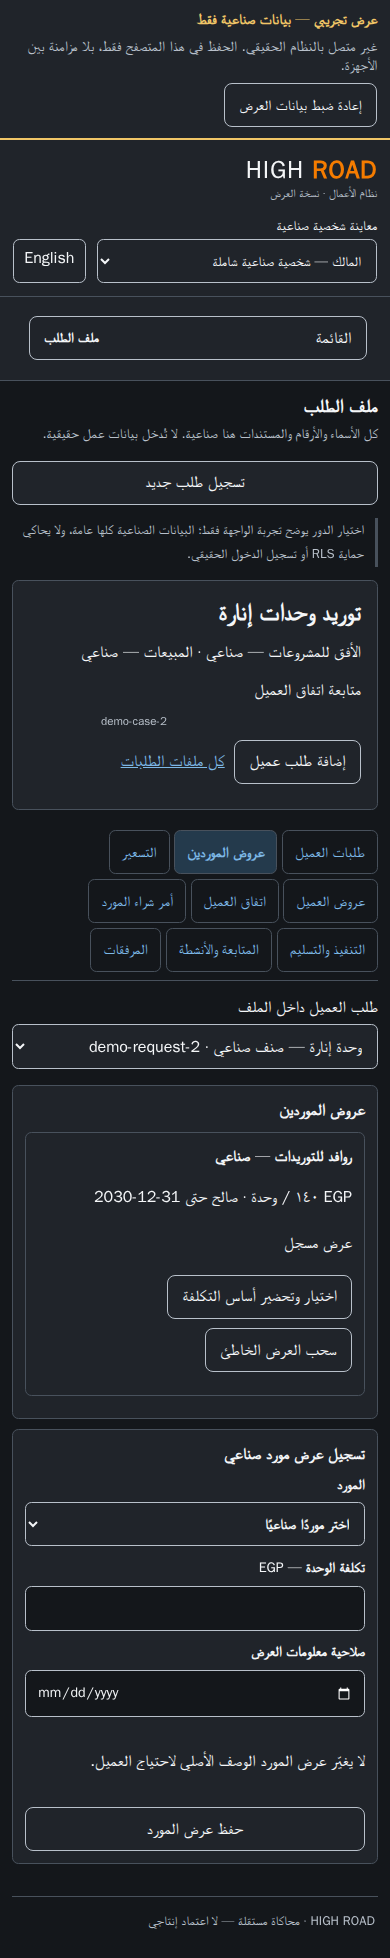 عرض تجريبي — بيانات صناعية فقط
غير متصل بالنظام الحقيقي. الحفظ في هذا المتصفح فقط، بلا مزامنة بين
الأجهزة.
إعادة ضبط بيانات العرض
HIGH ROAD
نظام الأعمال · نسخة العرض
معاينة شخصية صناعية
المالك — شخصية صناعية شاملة
English
القائمة
ملف الطلب
ملف الطلب
كل الأسماء والأرقام والمستندات هنا صناعية. لا تُدخل بيانات عمل حقيقية.
تسجيل طلب جديد
اختيار الدور يوضح تجربة الواجهة فقط؛ البيانات الصناعية كلها عامة، ولا يحاكي
حماية RLS أو تسجيل الدخول الحقيقي.
توريد وحدات إنارة
الأفق للمشروعات — صناعي · المبيعات — صناعي
متابعة اتفاق العميل
demo-case-2
إضافة طلب عميل
كل ملفات الطلبات
طلبات العميل
عروض الموردين
التسعير
عروض العميل
اتفاق العميل
أمر شراء المورد
التنفيذ والتسليم
المتابعة والأنشطة
المرفقات
طلب العميل داخل الملف
وحدة إنارة — صنف صناعي · demo-request-2
عروض الموردين
روافد للتوريدات — صناعي
١٤٠ EGP / وحدة · صالح حتى 2030-12-31
عرض مسجل
اختيار وتحضير أساس التكلفة
سحب العرض الخاطئ
تسجيل عرض مورد صناعي
المورد
اختر موردًا صناعيًا
تكلفة الوحدة — EGP
صلاحية معلومات العرض
mm/dd/yyyy
لا يغيّر عرض المورد الوصف الأصلي لاحتياج العميل.
حفظ عرض المورد
HIGH ROAD · محاكاة مستقلة — لا اعتماد إنتاجي